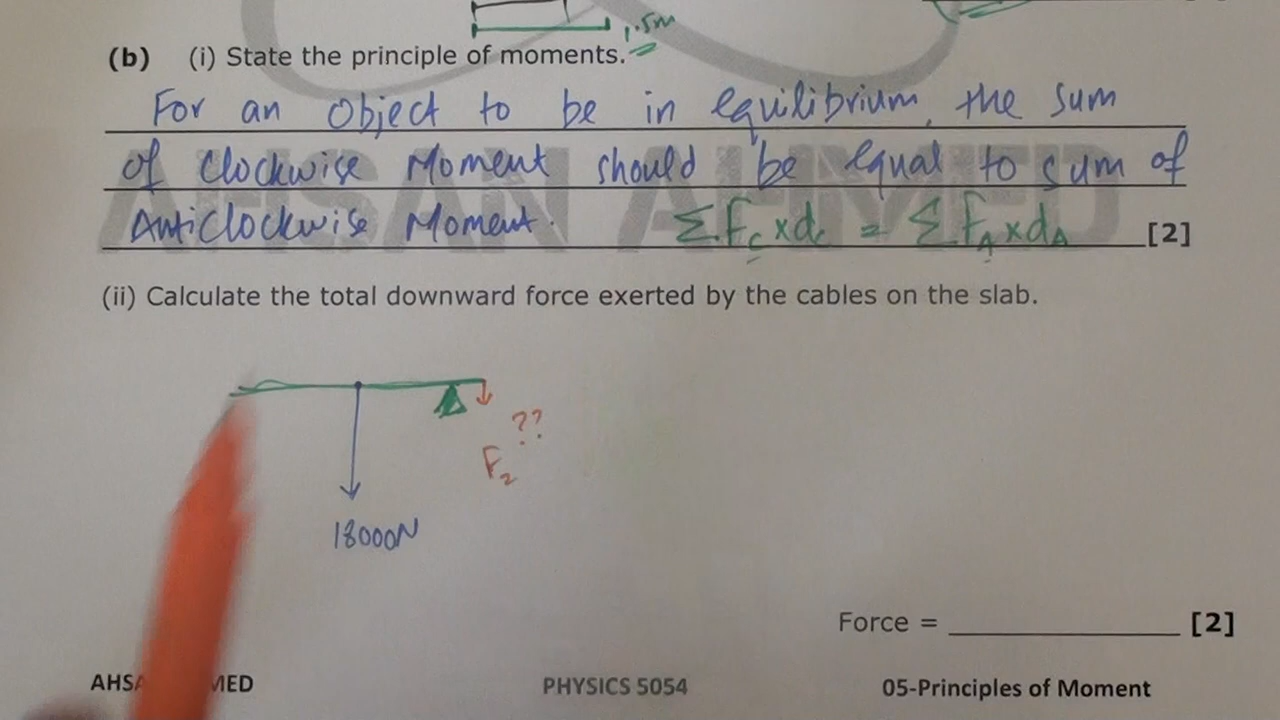 1.5m
(b) (i) State the principle of moments.
For an object to be in equilibrium, the sum
of clockwise Moment should be equal to sum of
Anticlockwise Moment. ΣFc×dc = ΣFA×dA [2]
AHSAN AHMED
(ii) Calculate the total downward force exerted by the cables on the slab.
??
F2
18000N
Force = ____________ [2]
PHYSICS 5054
05-Principles of Moment